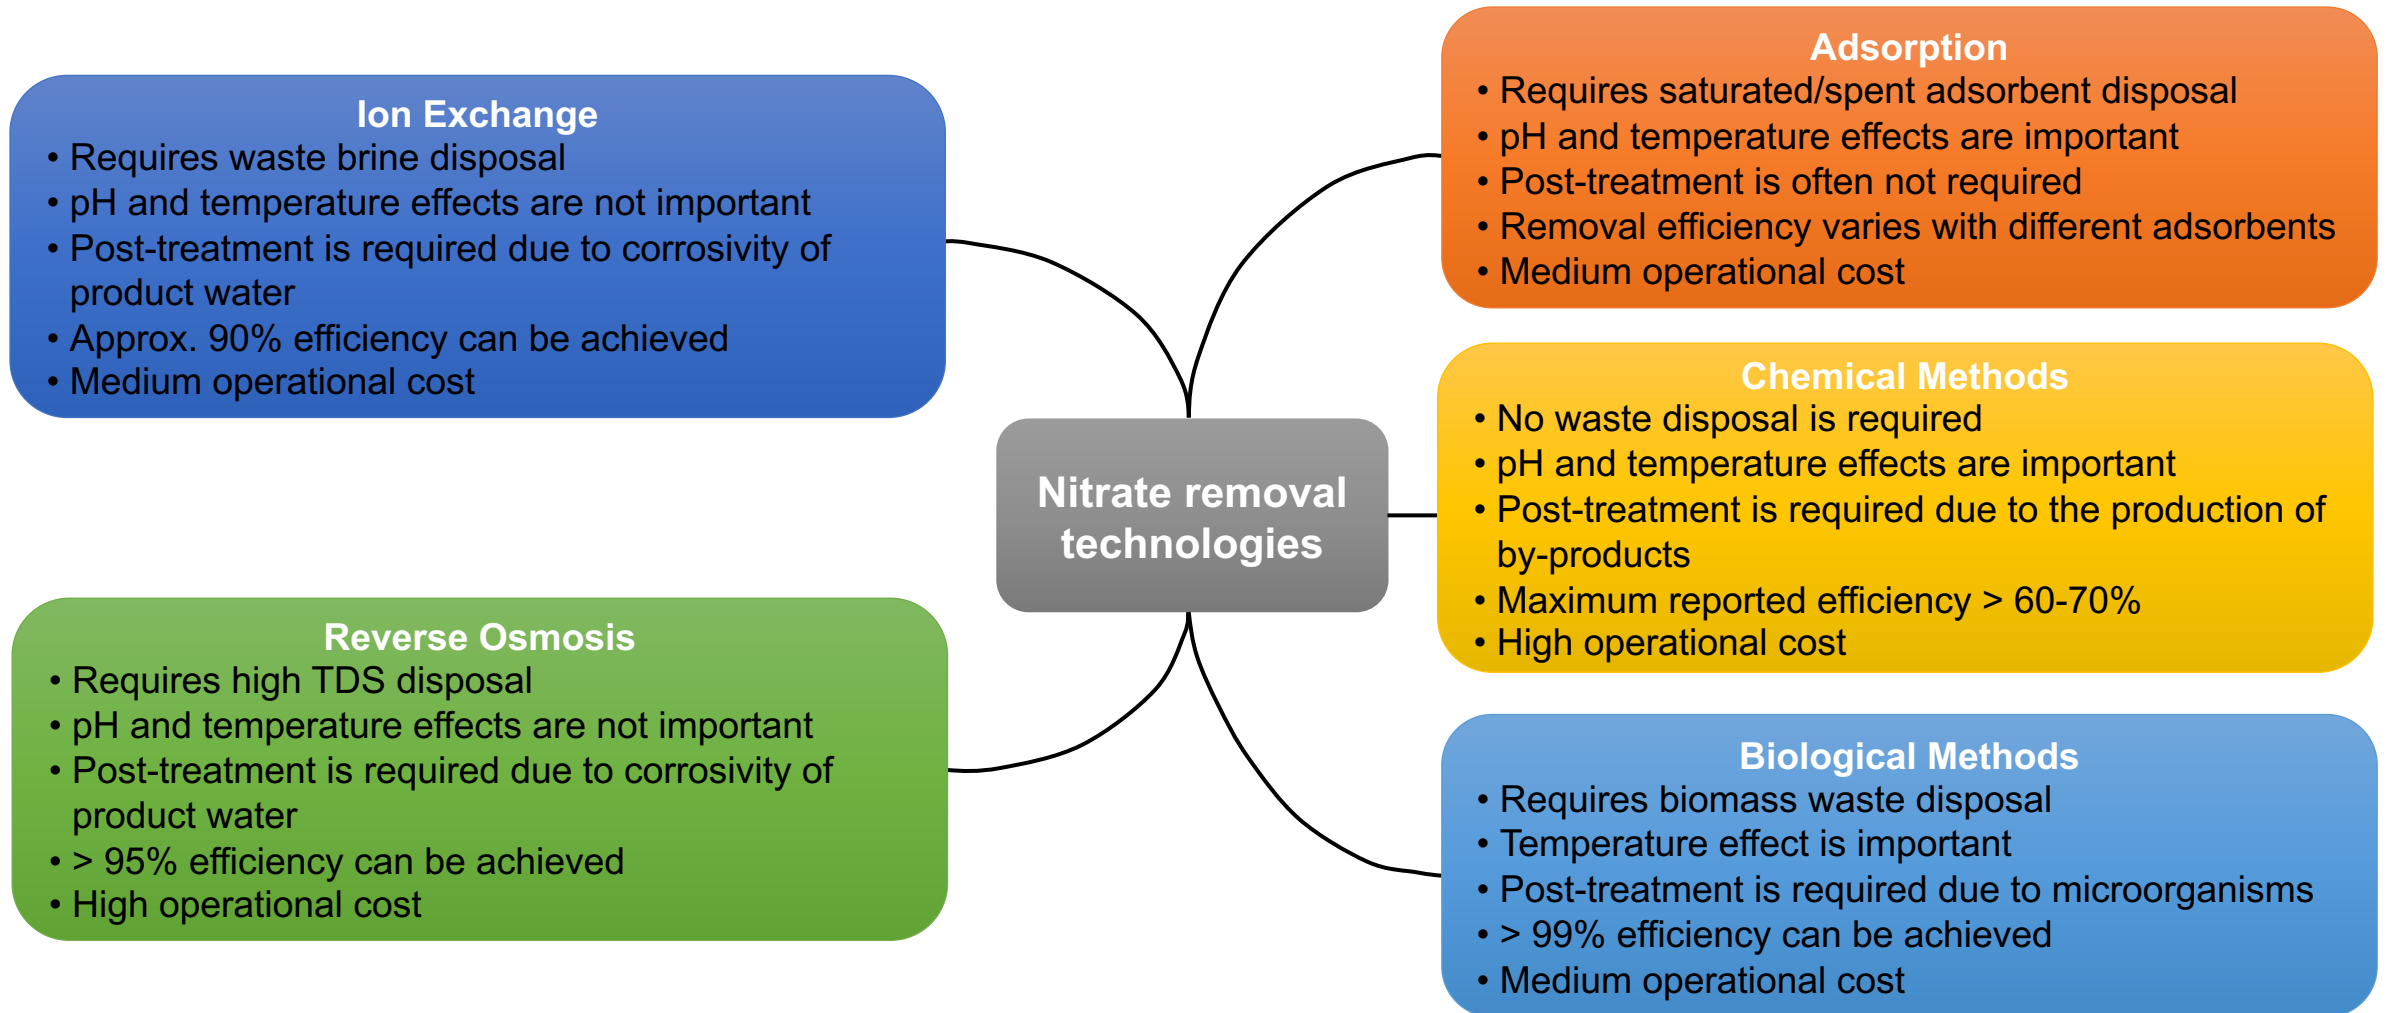 Ion Exchange
• Requires waste brine disposal
• pH and temperature effects are not important
• Post-treatment is required due to corrosivity of
product water
• Approx. 90% efficiency can be achieved
• Medium operational cost
Reverse Osmosis
• Requires high TDS disposal
• pH and temperature effects are not important
• Post-treatment is required due to corrosivity of
product water
• > 95% efficiency can be achieved
• High operational cost
Nitrate removal
technologies
Adsorption
• Requires saturated/spent adsorbent disposal
• pH and temperature effects are important
• Post-treatment is often not required
• Removal efficiency varies with different adsorbents
• Medium operational cost
Chemical Methods
• No waste disposal is required
• pH and temperature effects are important
• Post-treatment is required due to the production of
by-products
• Maximum reported efficiency > 60-70%
• High operational cost
Biological Methods
• Requires biomass waste disposal
• Temperature effect is important
• Post-treatment is required due to microorganisms
• > 99% efficiency can be achieved
• Medium operational cost